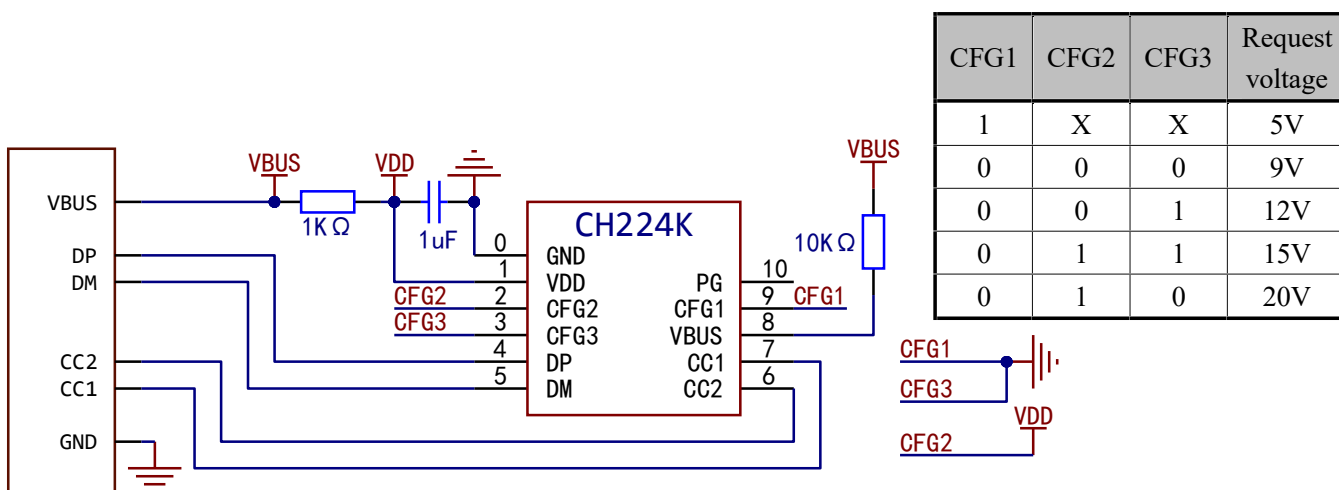 CFG1 CFG2 CFG3 Request voltage
1 X X 5V
0 0 0 9V
0 0 1 12V
0 1 1 15V
0 1 0 20V
VBUS
VDD
VBUS
VBUS
1KΩ
1uF
CH224K
10KΩ
DP
DM
CC2
CC1
GND
0 GND
1 VDD
CFG2 2 CFG2
CFG3 3 CFG3
4 DP
5 DM
PG 10
CFG1 9 CFG1
VBUS 8
CC1 7
CC2 6
CFG1
CFG3
VDD
CFG2